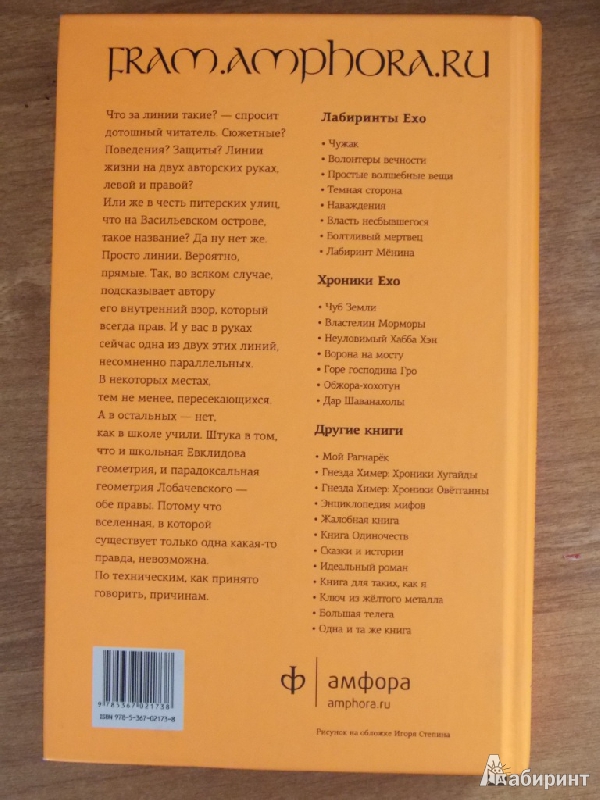 FRAM.AMPHORA.RU
Что за линии такие? — спросит
дотошный читатель. Сюжетные?
Поведения? Защиты? Линии
жизни на двух авторских руках,
левой и правой?
Или же в честь питерских улиц,
что на Васильевском острове,
такое название? Да ну нет же.
Просто линии. Вероятно,
прямые. Так, во всяком случае,
подсказывает автору
его внутренний взор, который
всегда прав. И у вас в руках
сейчас одна из двух этих линий,
несомненно параллельных.
В некоторых местах,
тем не менее, пересекающихся.
А в остальных — нет,
как в школе учили. Штука в том,
что и школьная Евклидова
геометрия, и парадоксальная
геометрия Лобачевского —
обе правы. Потому что
вселенная, в которой
существует только одна какая-то
правда, невозможна.
По техническим, как принято
говорить, причинам.
Лабиринты Ехо
• Чужак
• Волонтеры вечности
• Простые волшебные вещи
• Темная сторона
• Наваждения
• Власть несбывшегося
• Болтливый мертвец
• Лабиринт Мёнина
Хроники Ехо
• Чуб Земли
• Властелин Морморы
• Неуловимый Хабба Хэн
• Ворона на мосту
• Горе господина Гро
• Обжора-хохотун
• Дар Шаванахолы
Другие книги
• Мой Рагнарёк
• Гнезда Химер: Хроники Хугайды
• Гнезда Химер: Хроники Овётганны
• Энциклопедия мифов
• Жалобная книга
• Книга Одиночеств
• Сказки и истории
• Идеальный роман
• Книга для таких, как я
• Ключ из жёлтого металла
• Большая телега
• Одна и та же книга
9 785367 021738
ISBN 978-5-367-02173-8
амфора
amphora.ru
Рисунок на обложке Игоря Степина
Лабиринт